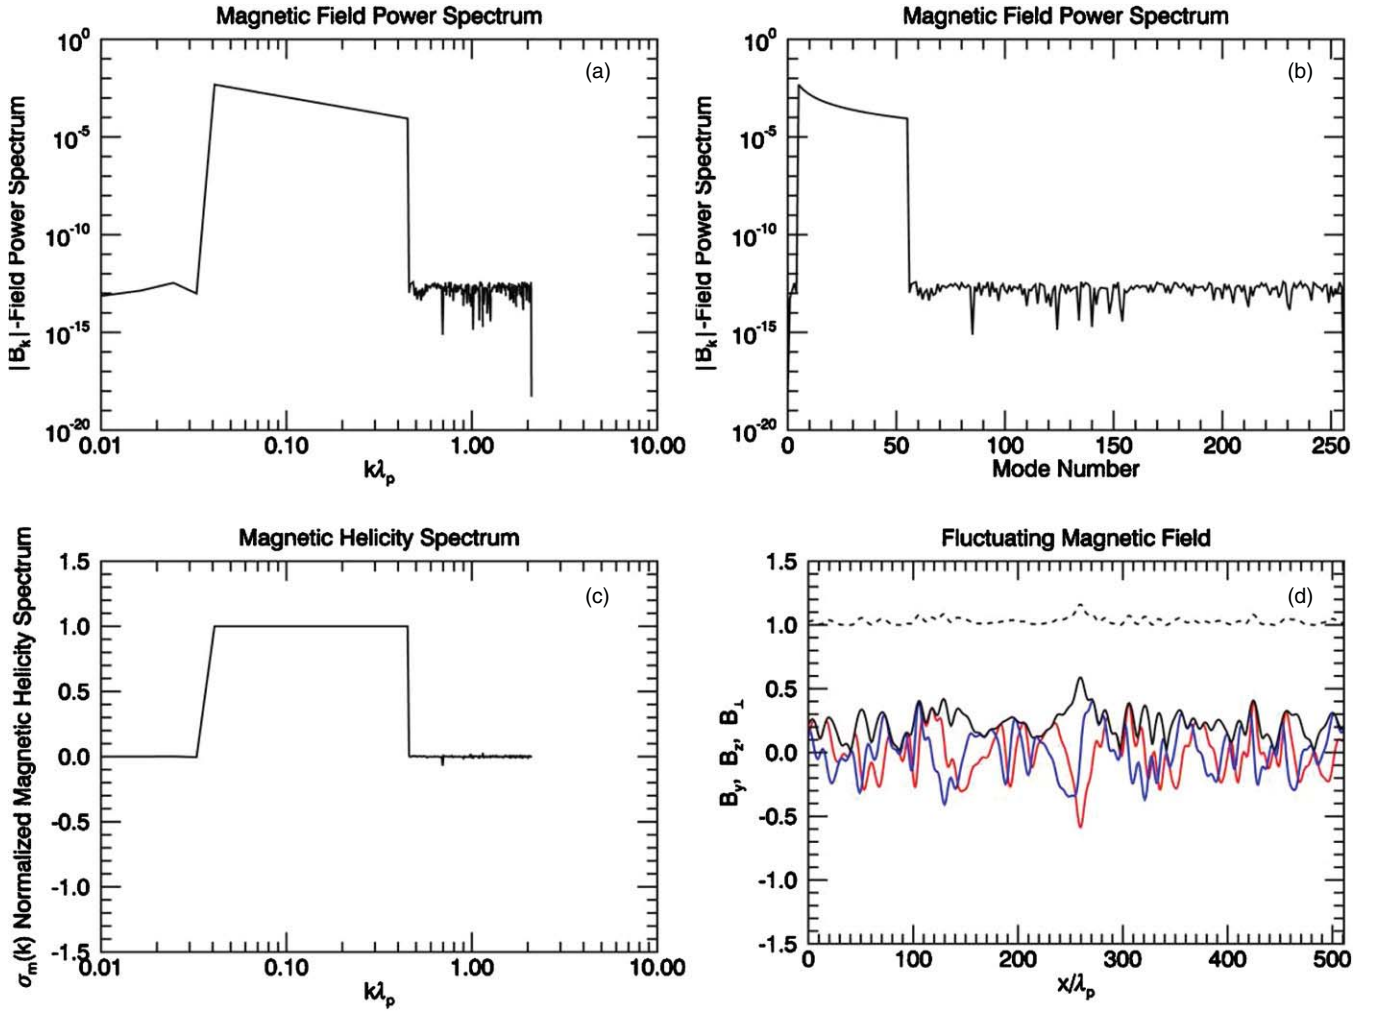 Magnetic Field Power Spectrum
|B_k|-Field Power Spectrum
10^0
10^-5
10^-10
10^-15
10^-20
(a)
0.01 0.10 1.00 10.00
kλ_p
Magnetic Field Power Spectrum
|B_k|-Field Power Spectrum
10^0
10^-5
10^-10
10^-15
10^-20
(b)
0 50 100 150 200 250
Mode Number
Magnetic Helicity Spectrum
σ_m(k) Normalized Magnetic Helicity Spectrum
1.5
1.0
0.5
0.0
-0.5
-1.0
-1.5
(c)
0.01 0.10 1.00 10.00
kλ_p
Fluctuating Magnetic Field
B_y, B_z, B_⊥
1.5
1.0
0.5
0.0
-0.5
-1.0
-1.5
(d)
0 100 200 300 400 500
x/λ_p